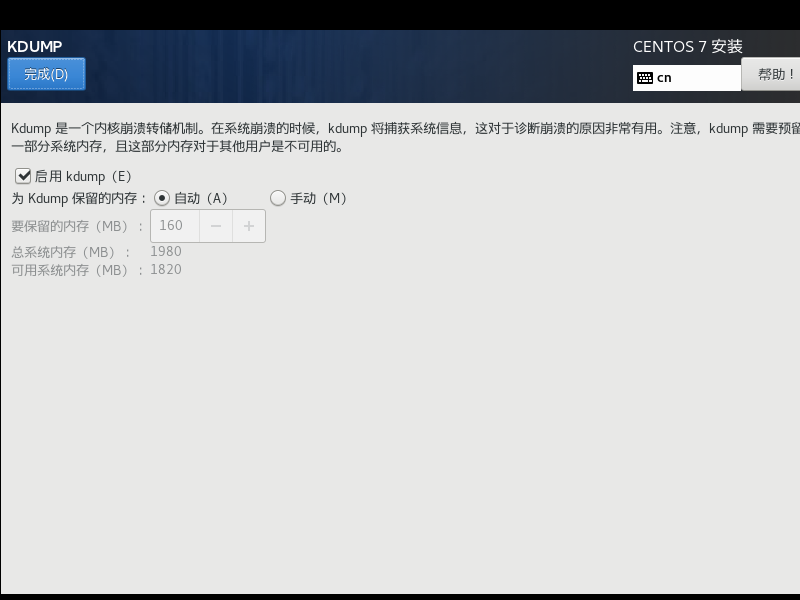 KDUMP
CENTOS 7 安装
完成(D)
cn
帮助！
Kdump 是一个内核崩溃转储机制。在系统崩溃的时候，kdump 将捕获系统信息，这对于诊断崩溃的原因非常有用。注意，kdump 需要预留
一部分系统内存，且这部分内存对于其他用户是不可用的。
启用 kdump（E）
为 Kdump 保留的内存： 自动（A） 手动（M）
要保留的内存（MB）： 160 − +
总系统内存（MB）： 1980
可用系统内存（MB）： 1820